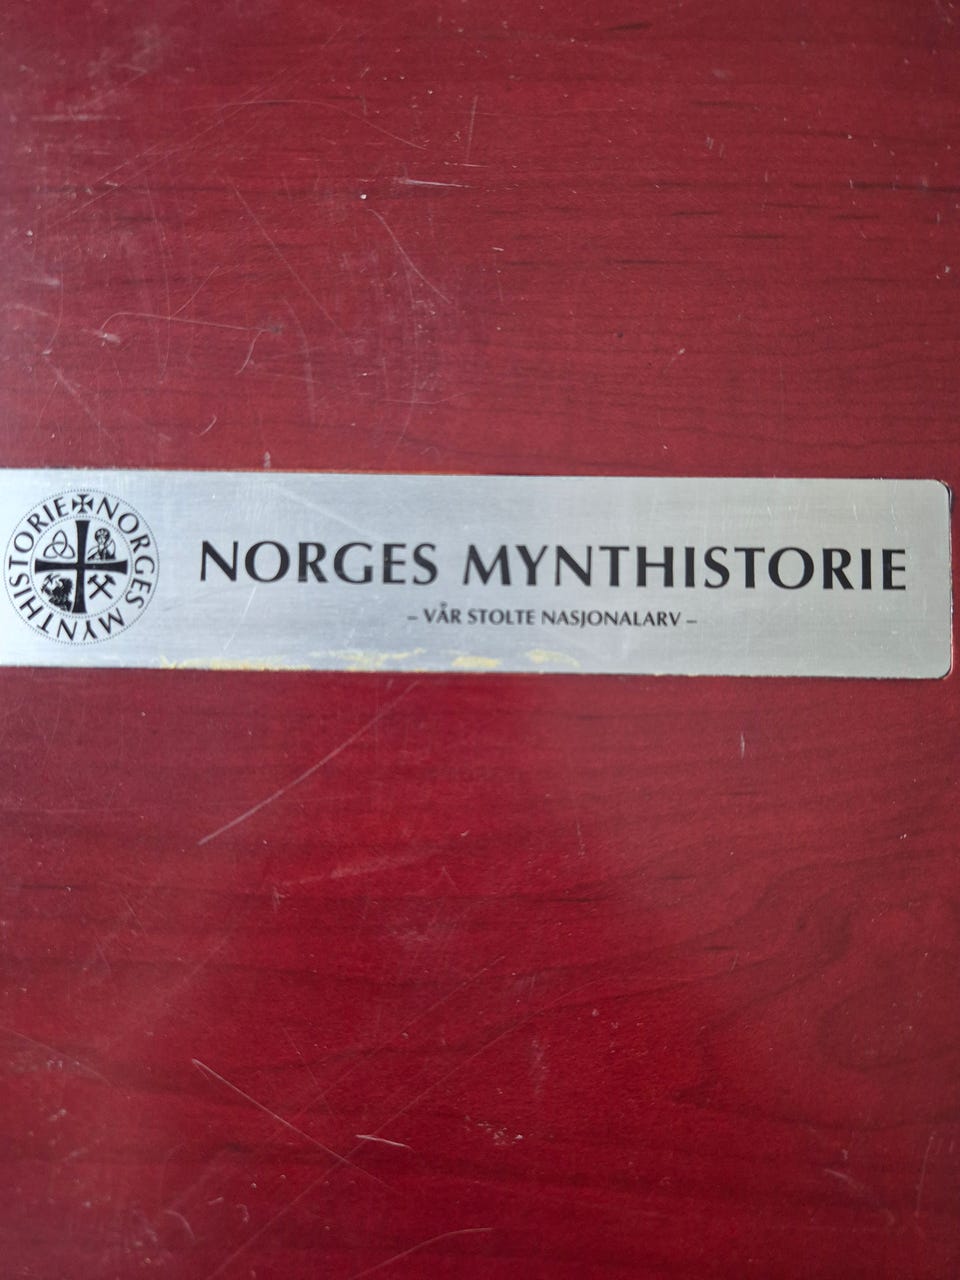 NORGES MYNTHISTORIE
NORGES MYNTHISTORIE
– VÅR STOLTE NASJONALARV –